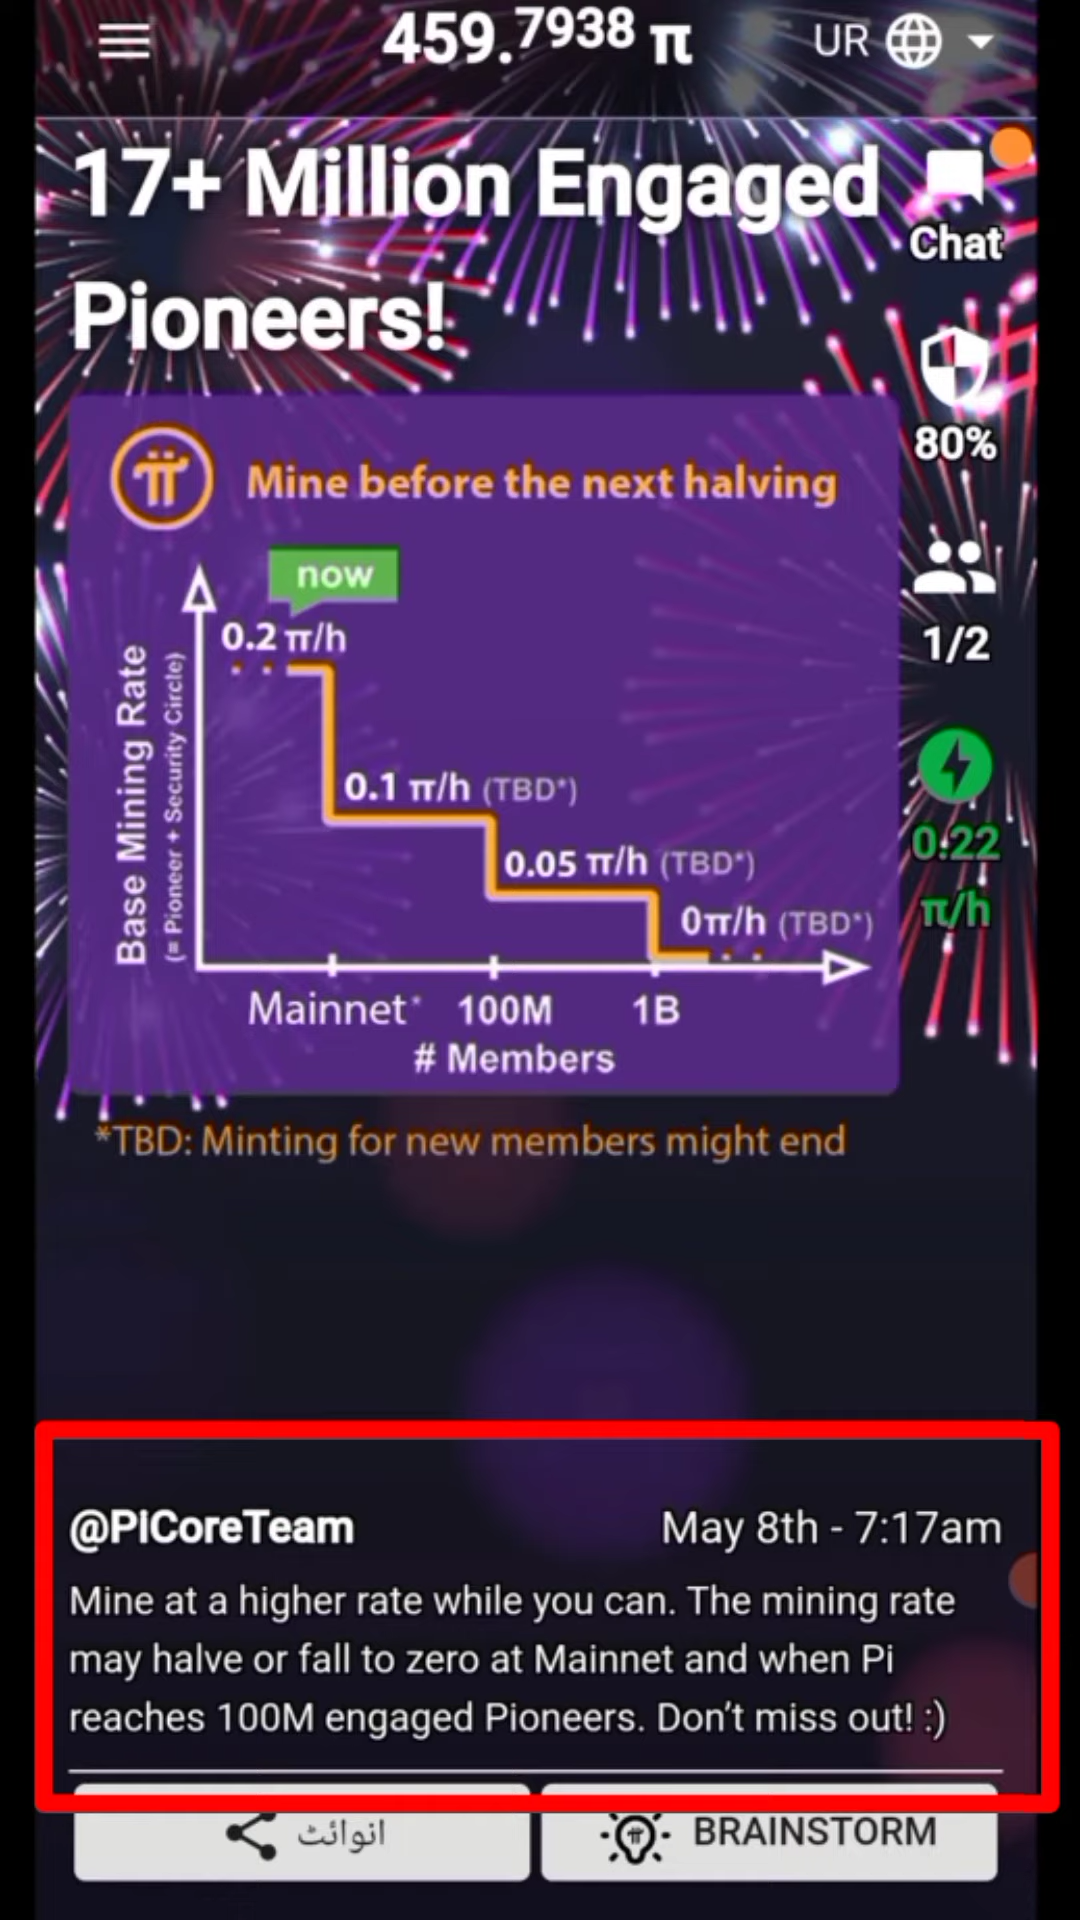 459.7938 π
UR
17+ Million Engaged
Pioneers!
Chat
80%
1/2
0.22
π/h
Mine before the next halving
now
0.2 π/h
0.1 π/h (TBD*)
0.05 π/h (TBD*)
0π/h (TBD*)
Base Mining Rate
(= Pioneer + Security Circle)
Mainnet* 100M 1B
# Members
*TBD: Minting for new members might end
@PiCoreTeam May 8th - 7:17am
Mine at a higher rate while you can. The mining rate
may halve or fall to zero at Mainnet and when Pi
reaches 100M engaged Pioneers. Don’t miss out! :)
انوائٹ
BRAINSTORM